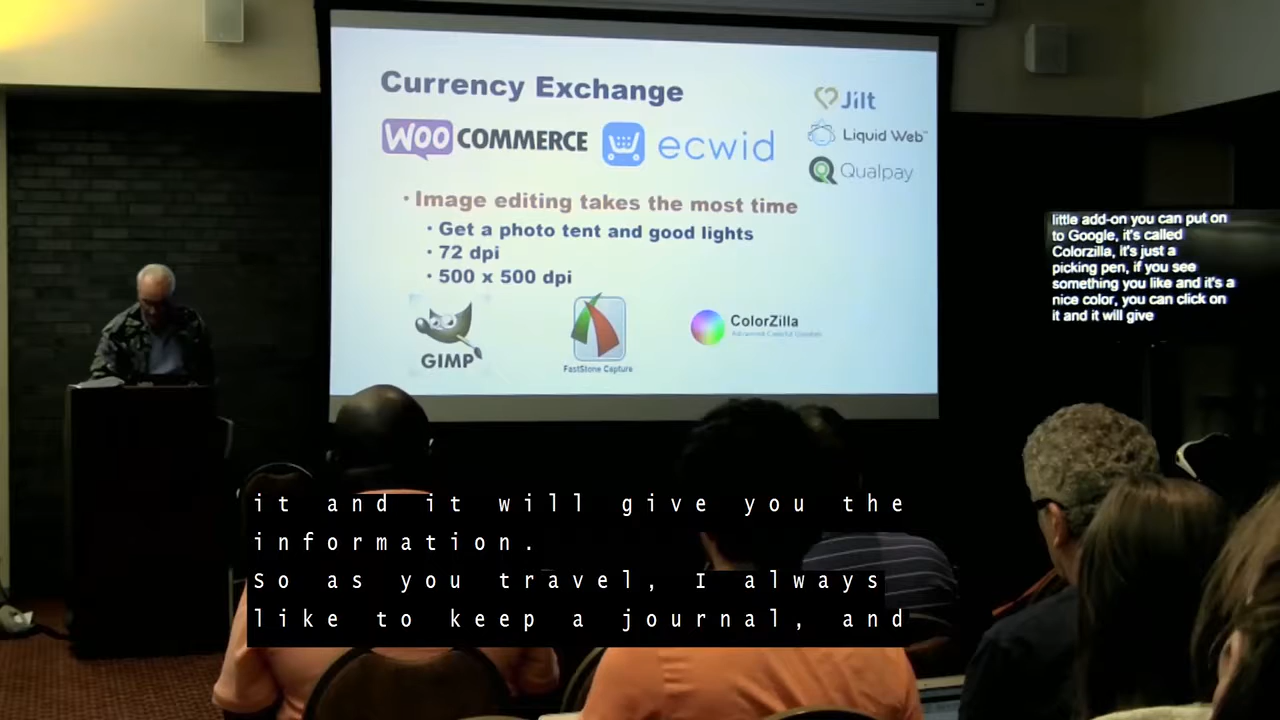 Currency Exchange
WOO COMMERCE
ecwid
Jilt
Liquid Web™
Qualpay
• Image editing takes the most time
• Get a photo tent and good lights
• 72 dpi
• 500 x 500 dpi
GIMP
FastStone Capture
ColorZilla
little add-on you can put on
to Google, it's called
Colorzilla, it's just a
picking pen, if you see
something you like and it's a
nice color, you can click on
it and it will give
it and it will give you the
information.
So as you travel, I always
like to keep a journal, and